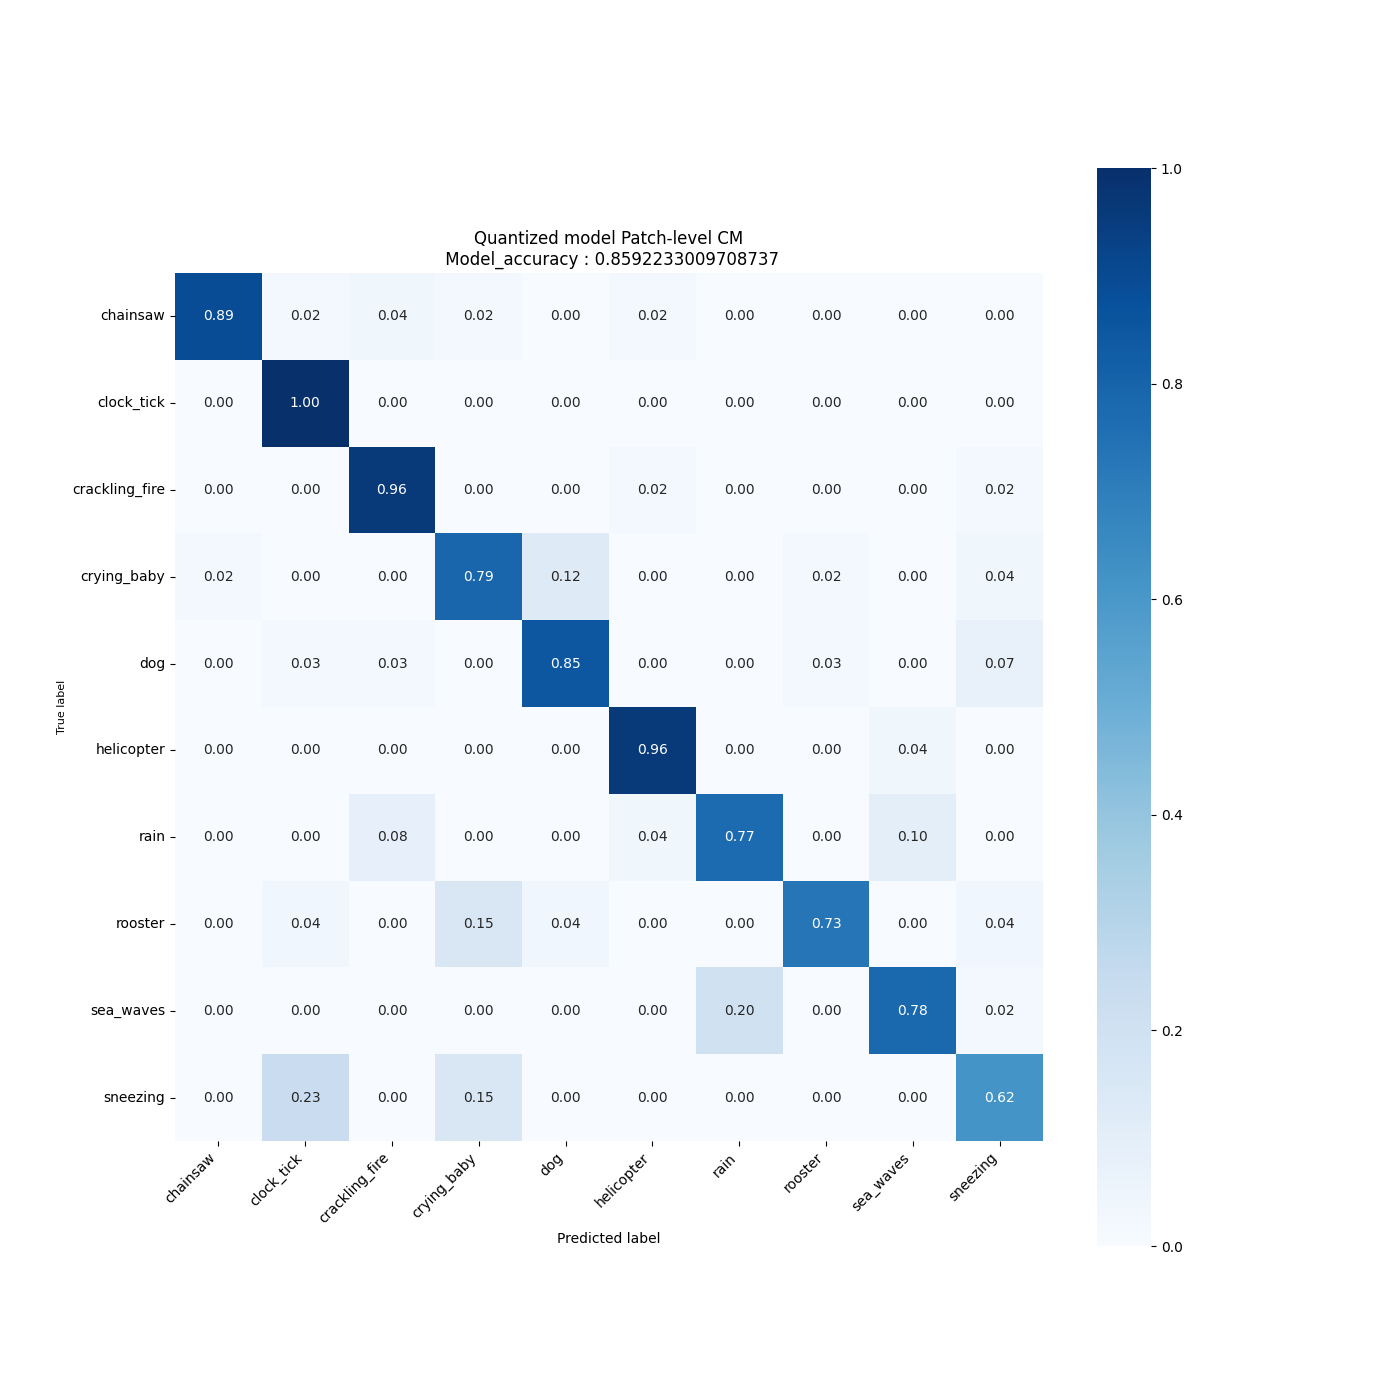 Quantized model Patch-level CM
Model_accuracy : 0.8592233009708737
chainsaw 0.89 0.02 0.04 0.02 0.00 0.02 0.00 0.00 0.00 0.00
clock_tick 0.00 1.00 0.00 0.00 0.00 0.00 0.00 0.00 0.00 0.00
crackling_fire 0.00 0.00 0.96 0.00 0.00 0.02 0.00 0.00 0.00 0.02
crying_baby 0.02 0.00 0.00 0.79 0.12 0.00 0.00 0.02 0.00 0.04
dog 0.00 0.03 0.03 0.00 0.85 0.00 0.00 0.03 0.00 0.07
helicopter 0.00 0.00 0.00 0.00 0.00 0.96 0.00 0.00 0.04 0.00
rain 0.00 0.00 0.08 0.00 0.00 0.04 0.77 0.00 0.10 0.00
rooster 0.00 0.04 0.00 0.15 0.04 0.00 0.00 0.73 0.00 0.04
sea_waves 0.00 0.00 0.00 0.00 0.00 0.00 0.20 0.00 0.78 0.02
sneezing 0.00 0.23 0.00 0.15 0.00 0.00 0.00 0.00 0.00 0.62
True label
chainsaw clock_tick crackling_fire crying_baby dog helicopter rain rooster sea_waves sneezing
Predicted label
1.0
0.8
0.6
0.4
0.2
0.0